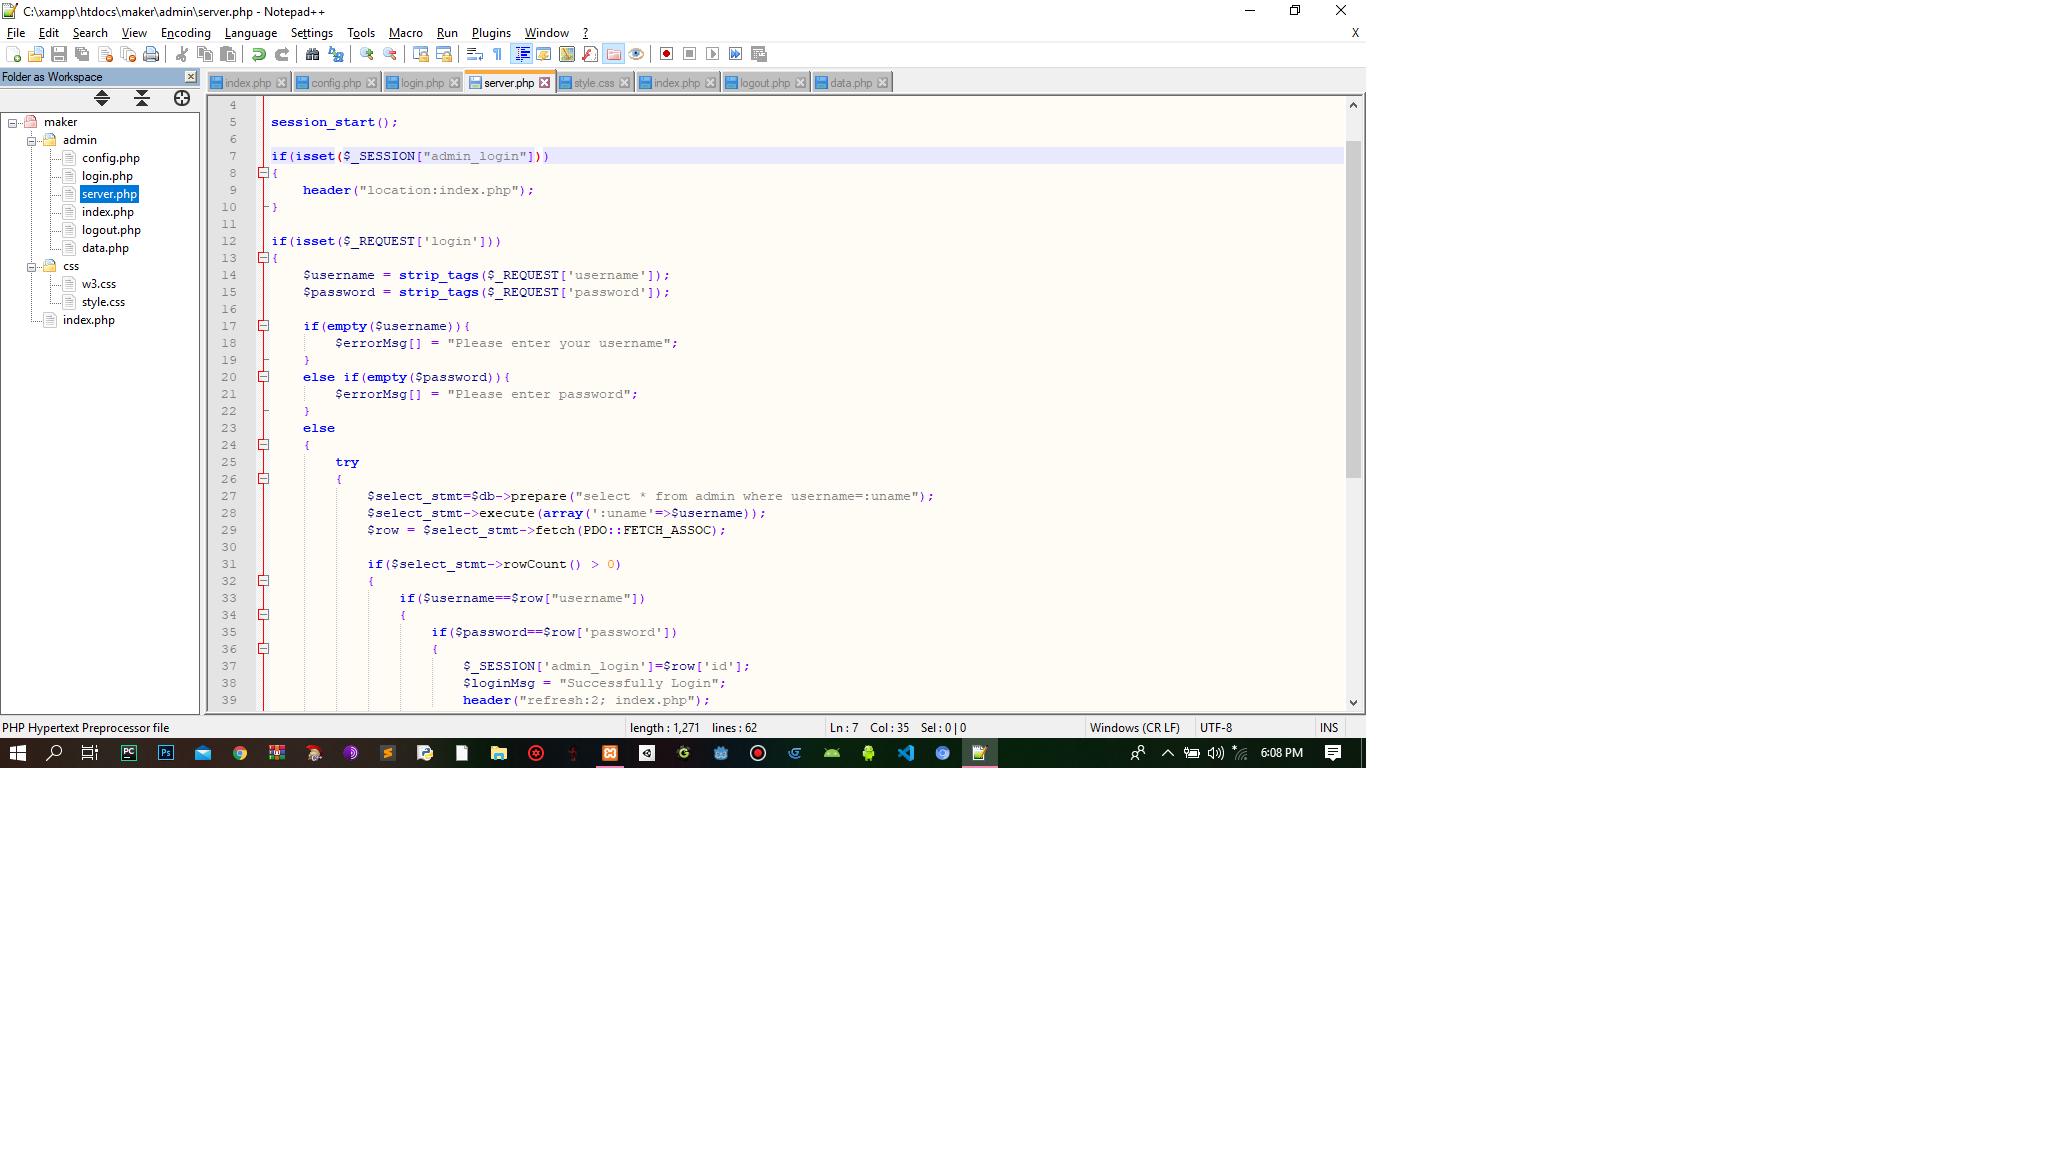 C:\xampp\htdocs\maker\admin\server.php - Notepad++
File Edit Search View Encoding Language Settings Tools Macro Run Plugins Window ? X
Folder as Workspace
index.php config.php login.php server.php style.css index.php logout.php data.php
maker
admin
config.php
login.php
server.php
index.php
logout.php
data.php
css
w3.css
style.css
index.php
4
5 session_start();
6
7 if(isset($_SESSION["admin_login"]))
8 {
9 header("location:index.php");
10 }
11
12 if(isset($_REQUEST['login']))
13 {
14 $username = strip_tags($_REQUEST['username']);
15 $password = strip_tags($_REQUEST['password']);
16
17 if(empty($username)){
18 $errorMsg[] = "Please enter your username";
19 }
20 else if(empty($password)){
21 $errorMsg[] = "Please enter password";
22 }
23 else
24 {
25 try
26 {
27 $select_stmt=$db->prepare("select * from admin where username=:uname");
28 $select_stmt->execute(array(':uname'=>$username));
29 $row = $select_stmt->fetch(PDO::FETCH_ASSOC);
30
31 if($select_stmt->rowCount() > 0)
32 {
33 if($username==$row["username"])
34 {
35 if($password==$row['password'])
36 {
37 $_SESSION['admin_login']=$row['id'];
38 $loginMsg = "Successfully Login";
39 header("refresh:2; index.php");
PHP Hypertext Preprocessor file length : 1,271 lines : 62 Ln : 7 Col : 35 Sel : 0 | 0 Windows (CR LF) UTF-8 INS
6:08 PM